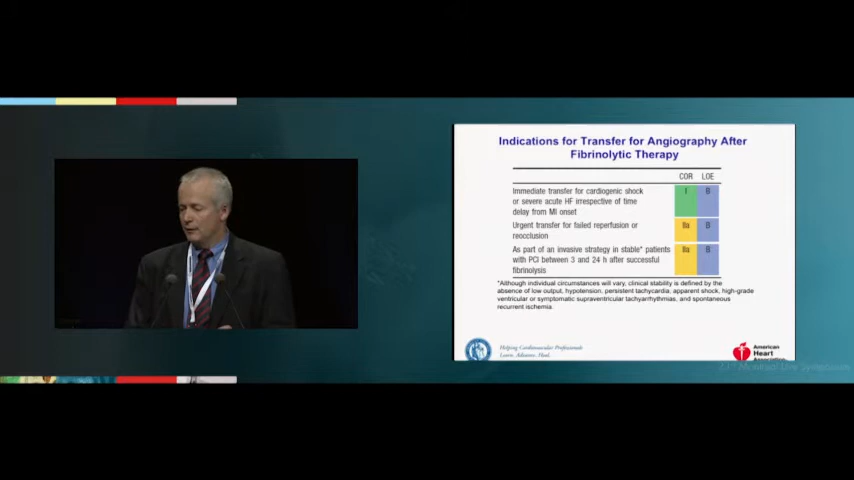 Indications for Transfer for Angiography After
Fibrinolytic Therapy
COR LOE
Immediate transfer for cardiogenic shock
or severe acute HF irrespective of time
delay from MI onset
I B
Urgent transfer for failed reperfusion or
reocclusion
IIa B
As part of an invasive strategy in stable* patients
with PCI between 3 and 24 h after successful
fibrinolysis
IIa B
*Although individual circumstances will vary, clinical stability is defined by the
absence of low output, hypotension, persistent tachycardia, apparent shock, high-grade
ventricular or symptomatic supraventricular tachyarrhythmias, and spontaneous
recurrent ischemia.
Helping Cardiovascular Professionals
Learn. Advance. Heal.
American
Heart
Association